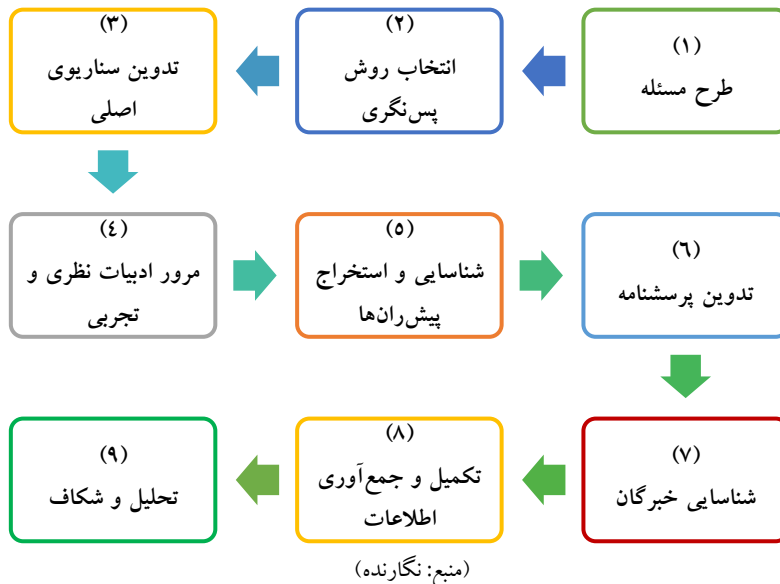 (۱)
طرح مسئله
(۲)
انتخاب روش
پس‌نگری
(۳)
تدوین سناریوی
اصلی
(٤)
مرور ادبیات نظری و
تجربی
(۵)
شناسایی و استخراج
پیش‌ران‌ها
(۶)
تدوین پرسشنامه
(۷)
شناسایی خبرگان
(۸)
تکمیل و جمع‌آوری
اطلاعات
(۹)
تحلیل و شکاف
(منبع: نگارنده)